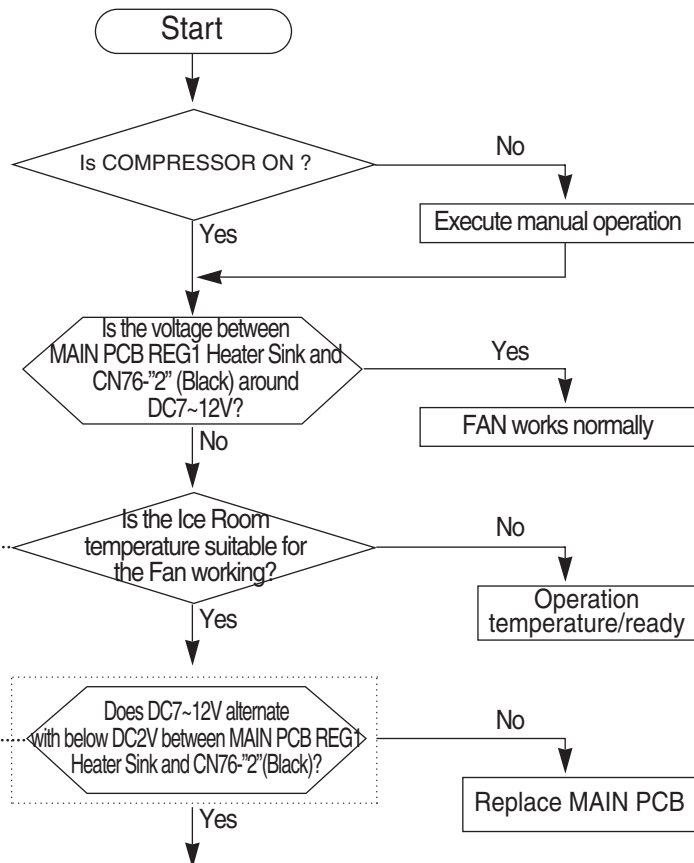 Start
Is COMPRESSOR ON ?
No
Execute manual operation
Yes
Is the voltage between
MAIN PCB REG1 Heater Sink and
CN76-”2” (Black) around
DC7~12V?
Yes
FAN works normally
No
Is the Ice Room
temperature suitable for
the Fan working?
No
Operation
temperature/ready
Yes
Does DC7~12V alternate
with below DC2V between MAIN PCB REG1
Heater Sink and CN76-”2”(Black)?
No
Replace MAIN PCB
Yes